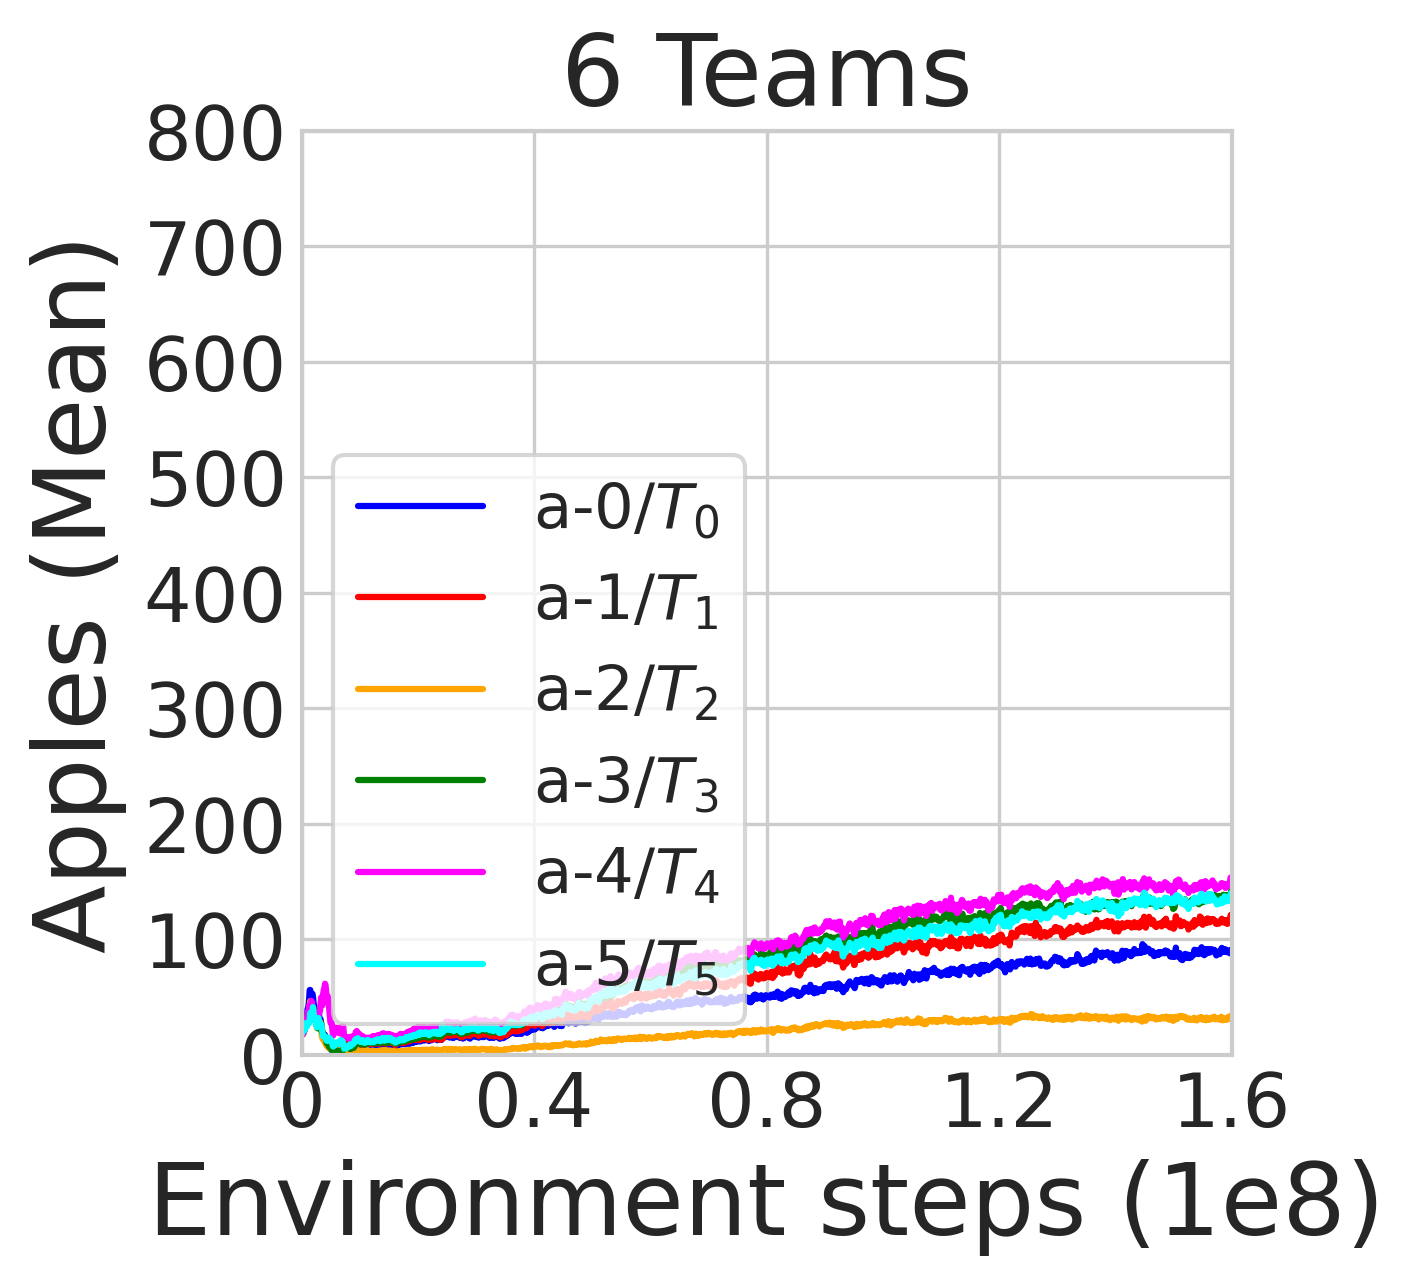 6 Teams
Apples (Mean)
800
700
600
500
400
300
200
100
0
a-0/T₀
a-1/T₁
a-2/T₂
a-3/T₃
a-4/T₄
a-5/T₅
0 0.4 0.8 1.2 1.6
Environment steps (1e8)